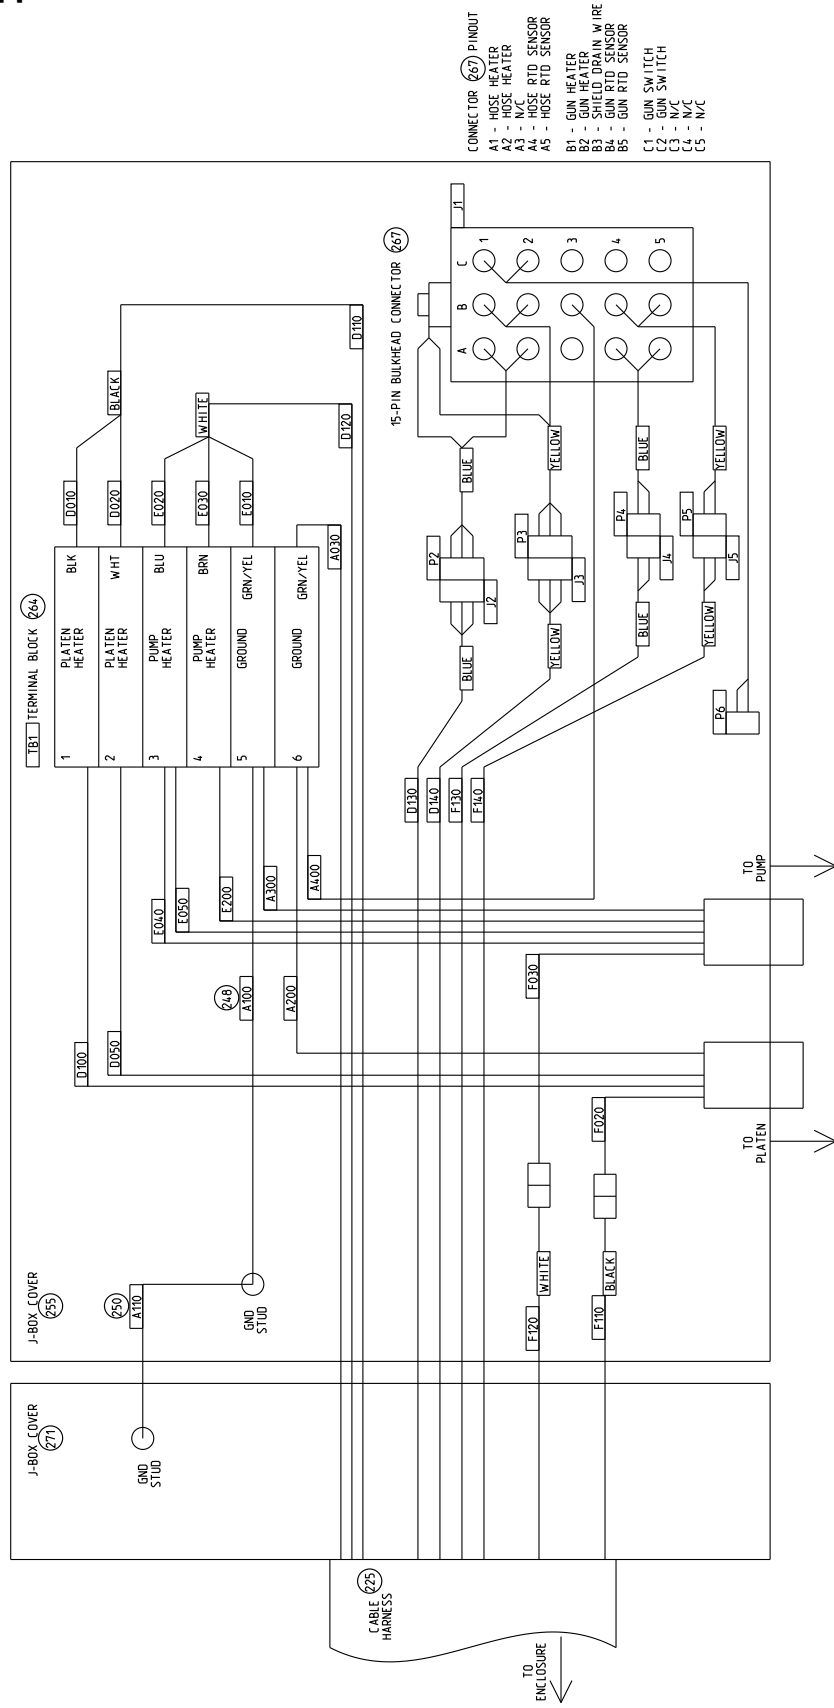 CONNECTOR 267 PINOUT
A1 - HOSE HEATER
A2 - HOSE HEATER
A3 - N/C
A4 - HOSE RTD SENSOR
A5 - HOSE RTD SENSOR
B1 - GUN HEATER
B2 - GUN HEATER
B3 - SHIELD DRAIN WIRE
B4 - GUN RTD SENSOR
B5 - GUN RTD SENSOR
C1 - GUN SWITCH
C2 - GUN SWITCH
C3 - N/C
C4 - N/C
C5 - N/C
15-PIN BULKHEAD CONNECTOR 267
J1
C
B
A
1
2
3
4
5
D110
BLACK
D120
WHITE
D010
D020
E020
E030
E010
A030
TB1 TERMINAL BLOCK 264
1 PLATEN HEATER BLK
2 PLATEN HEATER WHT
3 PUMP HEATER BLU
4 PUMP HEATER BRN
5 GROUND GRN/YEL
6 GROUND GRN/YEL
BLUE
YELLOW
BLUE
YELLOW
P2
J2
P3
J3
P4
J4
P5
J5
BLUE
YELLOW
BLUE
YELLOW
P6
D130
D140
F130
F140
E040
E050
E200
A300
A400
TO
PUMP
248
A100
A200
F030
D100
D050
F020
TO
PLATEN
J-BOX COVER
255
250
A110
GND
STUD
WHITE
BLACK
F120
F110
J-BOX COVER
271
GND
STUD
225
CABLE
HARNESS
TO
ENCLOSURE